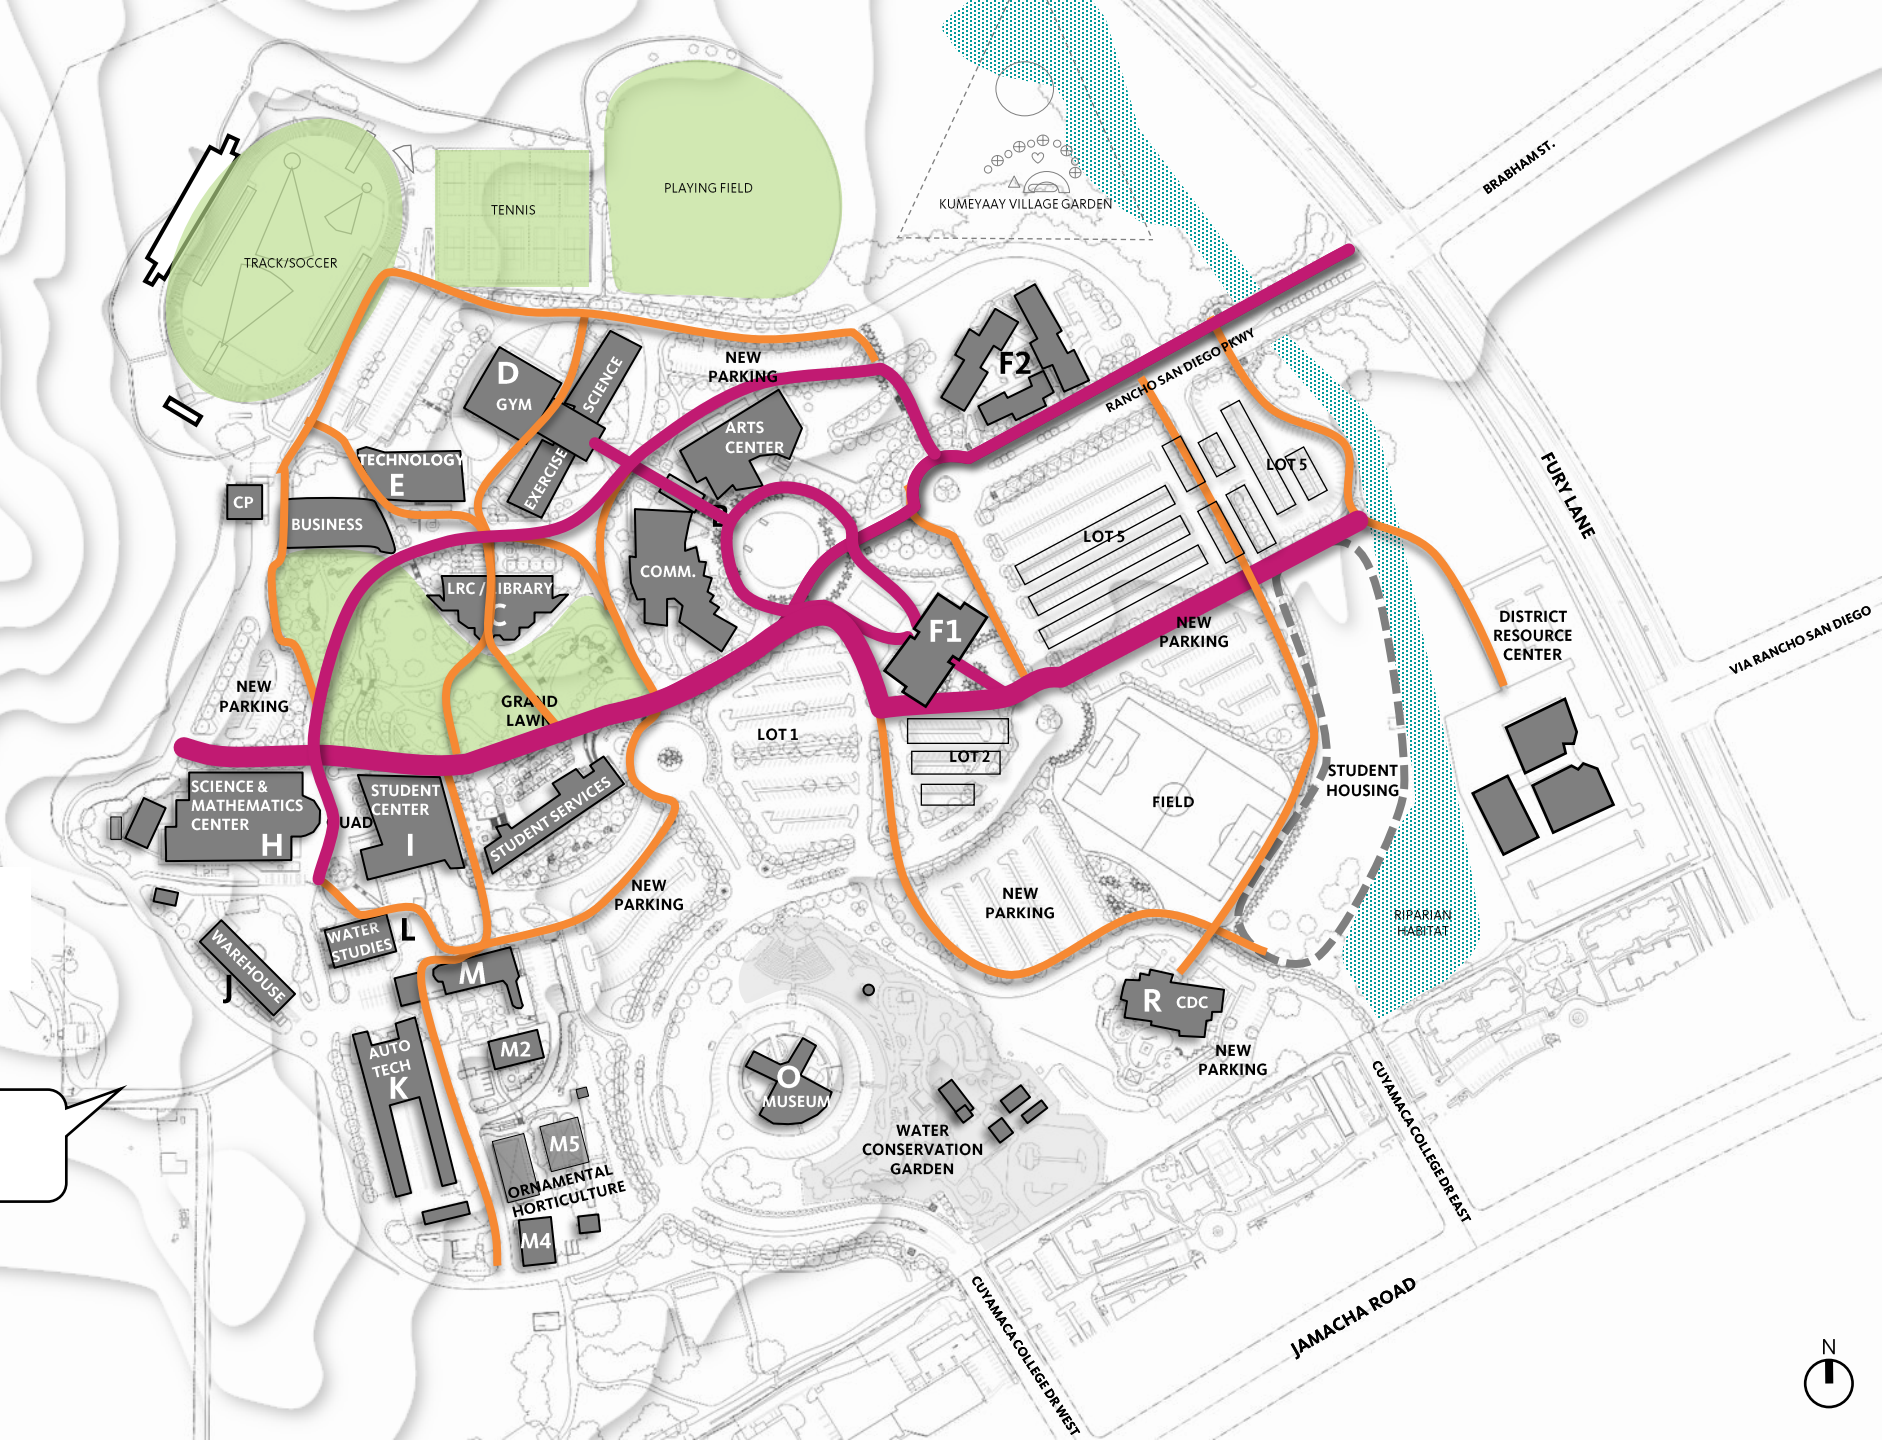 BRABHAM ST.
PLAYING FIELD
KUMEYAAY VILLAGE GARDEN
TENNIS
TRACK/SOCCER
RANCHO SAN DIEGO PKWY
NEW
PARKING
F2
D
GYM
SCIENCE
ARTS
CENTER
TECHNOLOGY
E
EXERCISE
LOT 5
FURY LANE
CP
BUSINESS
B
LOT 5
COMM.
LRC / LIBRARY
C
F1
NEW
PARKING
DISTRICT
RESOURCE
CENTER
VIA RANCHO SAN DIEGO
NEW
PARKING
GRAND
LAWN
LOT 1
LOT 2
STUDENT
HOUSING
FIELD
SCIENCE &
MATHEMATICS
CENTER
H
QUAD
STUDENT
CENTER
I
STUDENT SERVICES
NEW
PARKING
NEW
PARKING
RIPARIAN
HABITAT
WATER
STUDIES
L
WAREHOUSE
J
M
R CDC
M2
AUTO
TECH
K
NEW
PARKING
O
MUSEUM
WATER
CONSERVATION
GARDEN
M5
ORNAMENTAL
HORTICULTURE
M4
CUYAMACA COLLEGE DR EAST
CUYAMACA COLLEGE DR WEST
JAMACHA ROAD
N